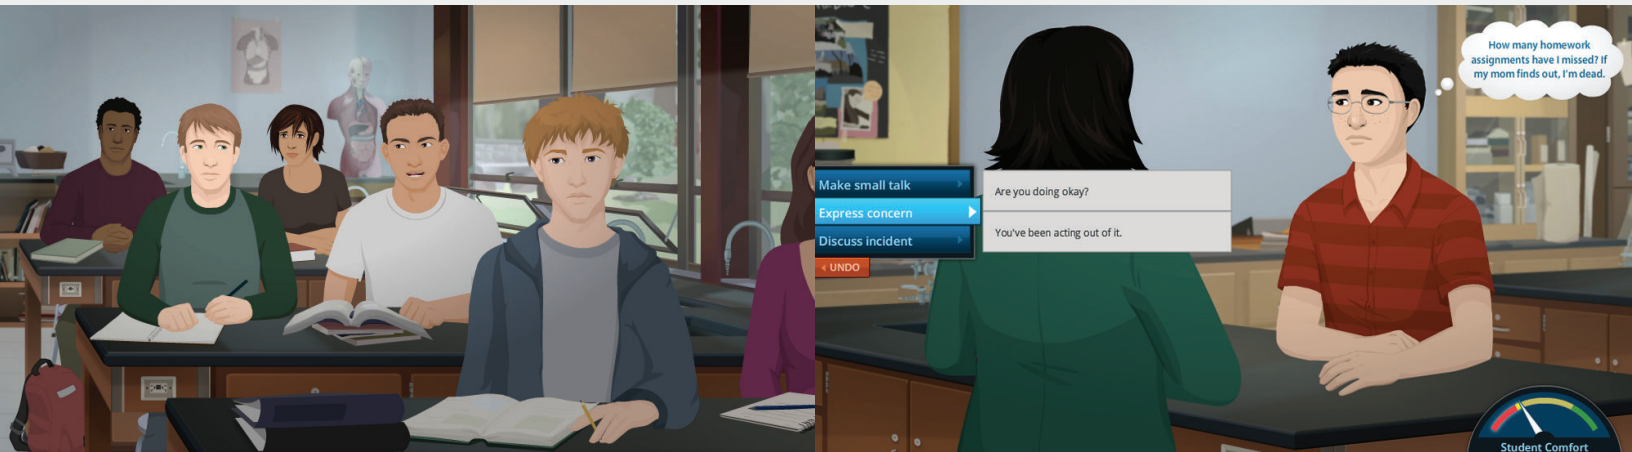 How many homework
assignments have I missed? If
my mom finds out, I'm dead.
Make small talk
Are you doing okay?
Express concern
You've been acting out of it.
Discuss incident
UNDO
Student Comfort